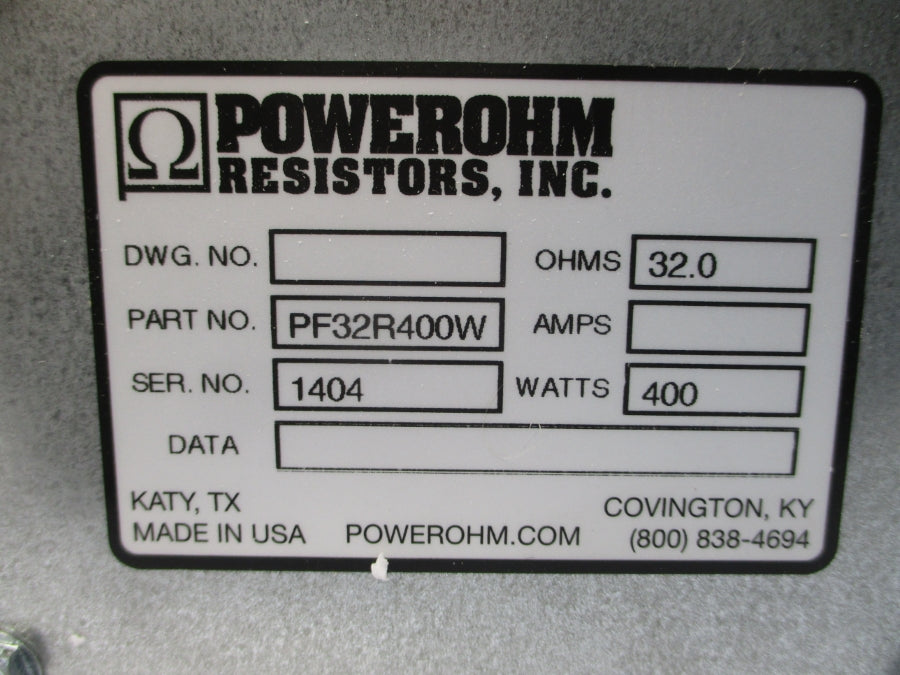 Ω POWEROHM
RESISTORS, INC.
DWG. NO. OHMS 32.0
PART NO. PF32R400W AMPS
SER. NO. 1404 WATTS 400
DATA
KATY, TX COVINGTON, KY
MADE IN USA POWEROHM.COM (800) 838-4694